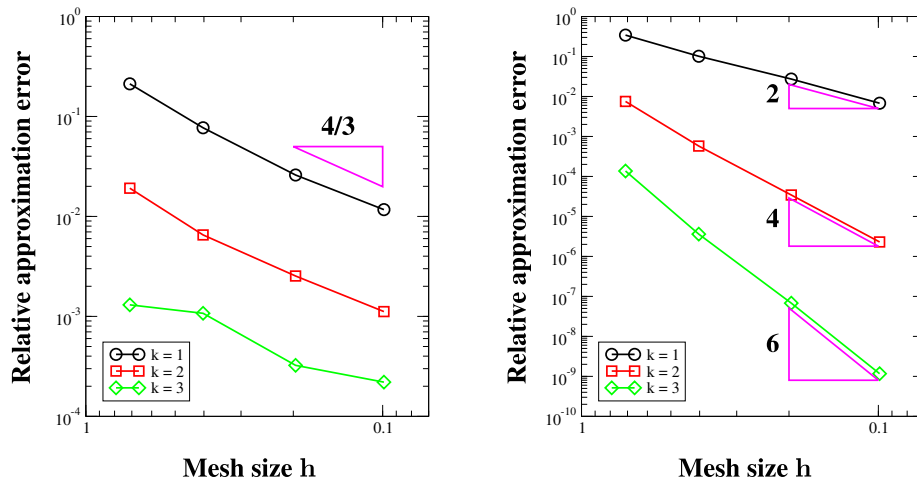 Relative approximation error
10^0
10^-1
10^-2
10^-3
10^-4
4/3
k = 1
k = 2
k = 3
1
0.1
Mesh size h
Relative approximation error
10^0
10^-1
10^-2
10^-3
10^-4
10^-5
10^-6
10^-7
10^-8
10^-9
10^-10
2
4
6
k = 1
k = 2
k = 3
1
0.1
Mesh size h